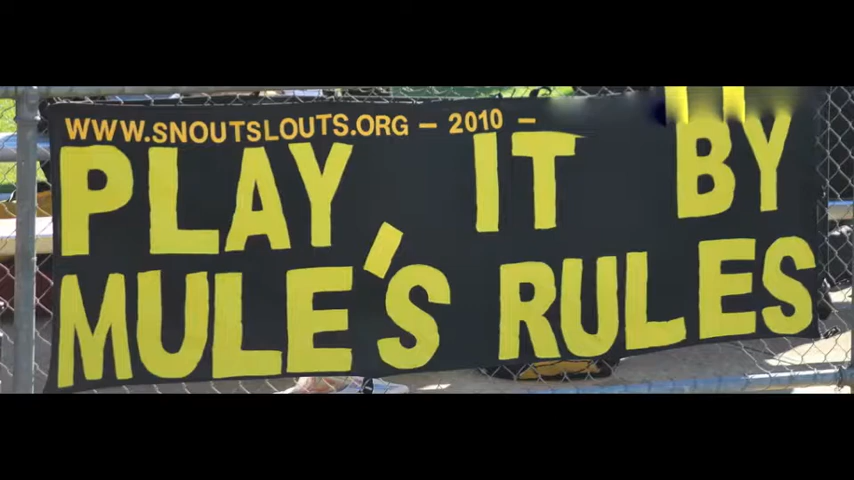 WWW.SNOUTSLOUTS.ORG - 2010 -
PLAY IT BY
MULE'S RULES